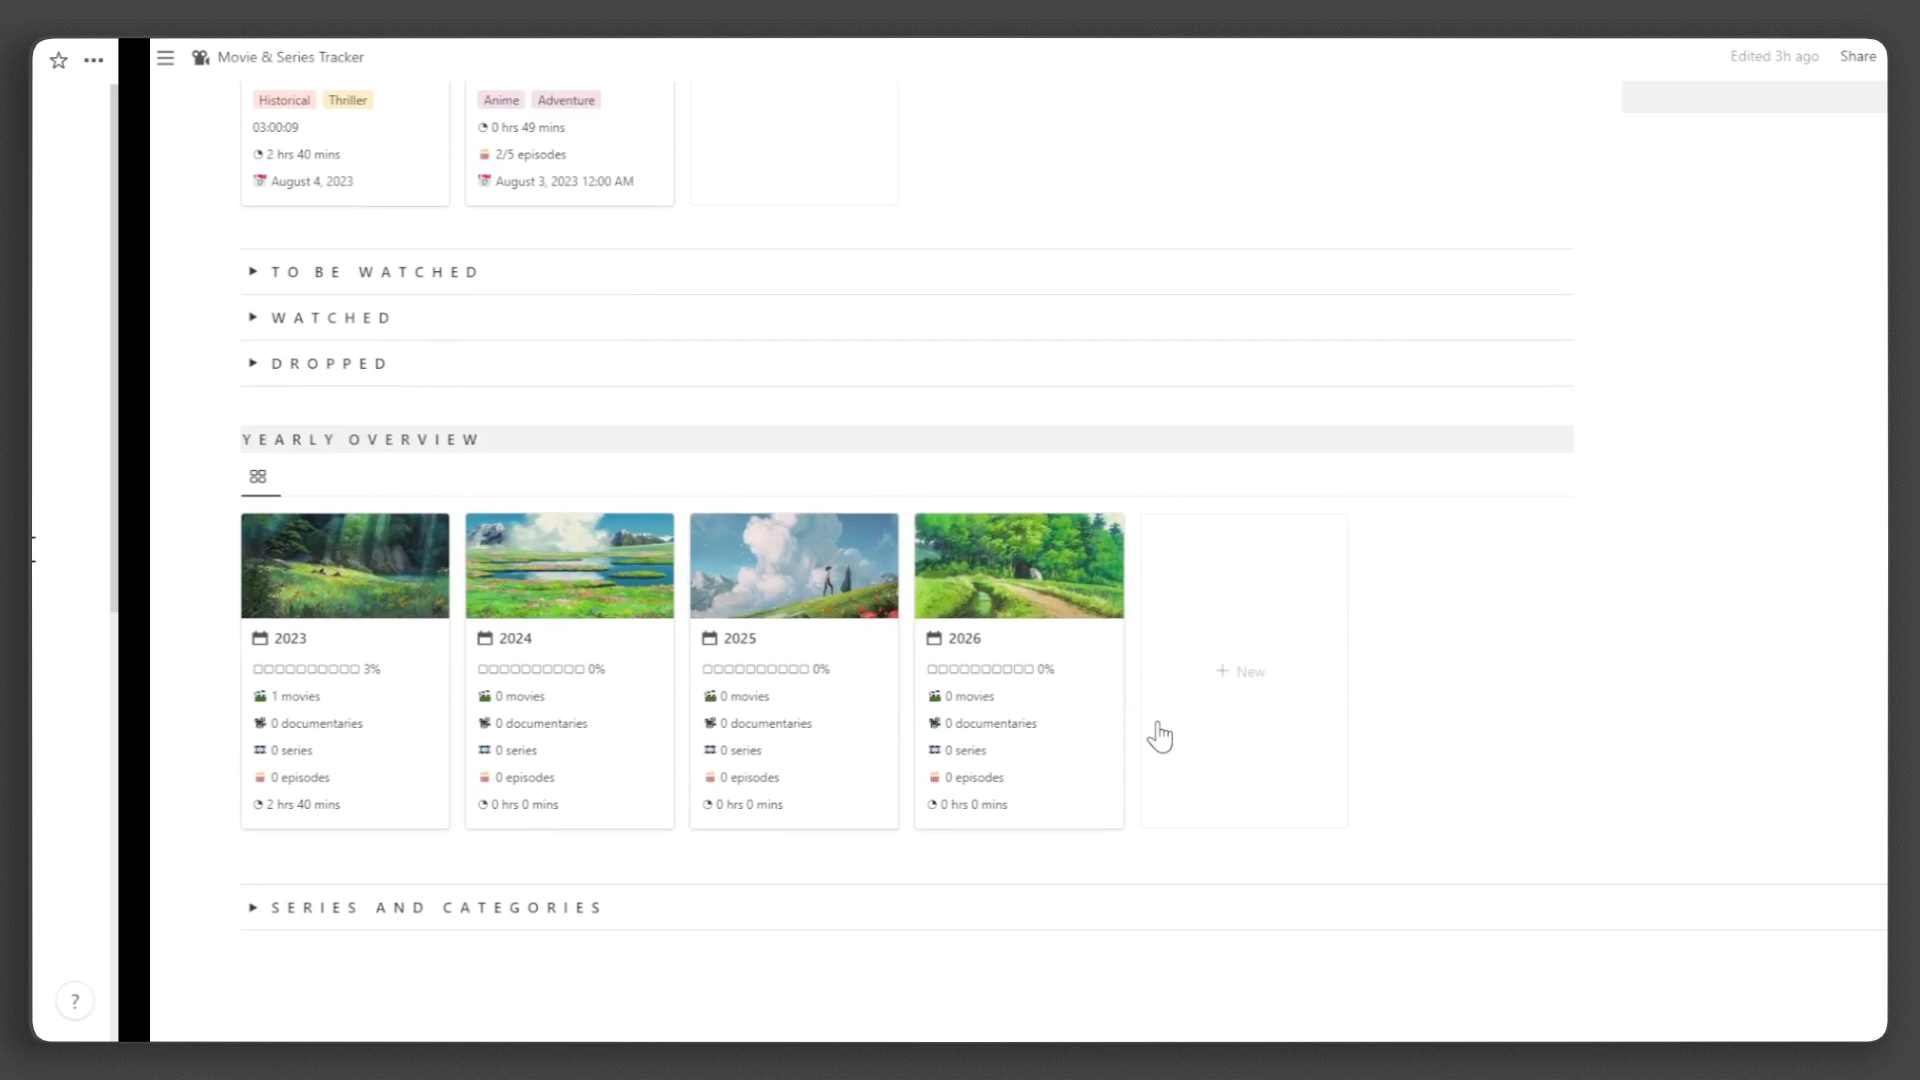 Movie & Series Tracker
Edited 3h ago
Share
Historical Thriller
03:00:09
2 hrs 40 mins
August 4, 2023
Anime Adventure
0 hrs 49 mins
2/5 episodes
August 3, 2023 12:00 AM
TO BE WATCHED
WATCHED
DROPPED
YEARLY OVERVIEW
2023
3%
1 movies
0 documentaries
0 series
0 episodes
2 hrs 40 mins
2024
0%
0 movies
0 documentaries
0 series
0 episodes
0 hrs 0 mins
2025
0%
0 movies
0 documentaries
0 series
0 episodes
0 hrs 0 mins
2026
0%
0 movies
0 documentaries
0 series
0 episodes
0 hrs 0 mins
+ New
SERIES AND CATEGORIES
?